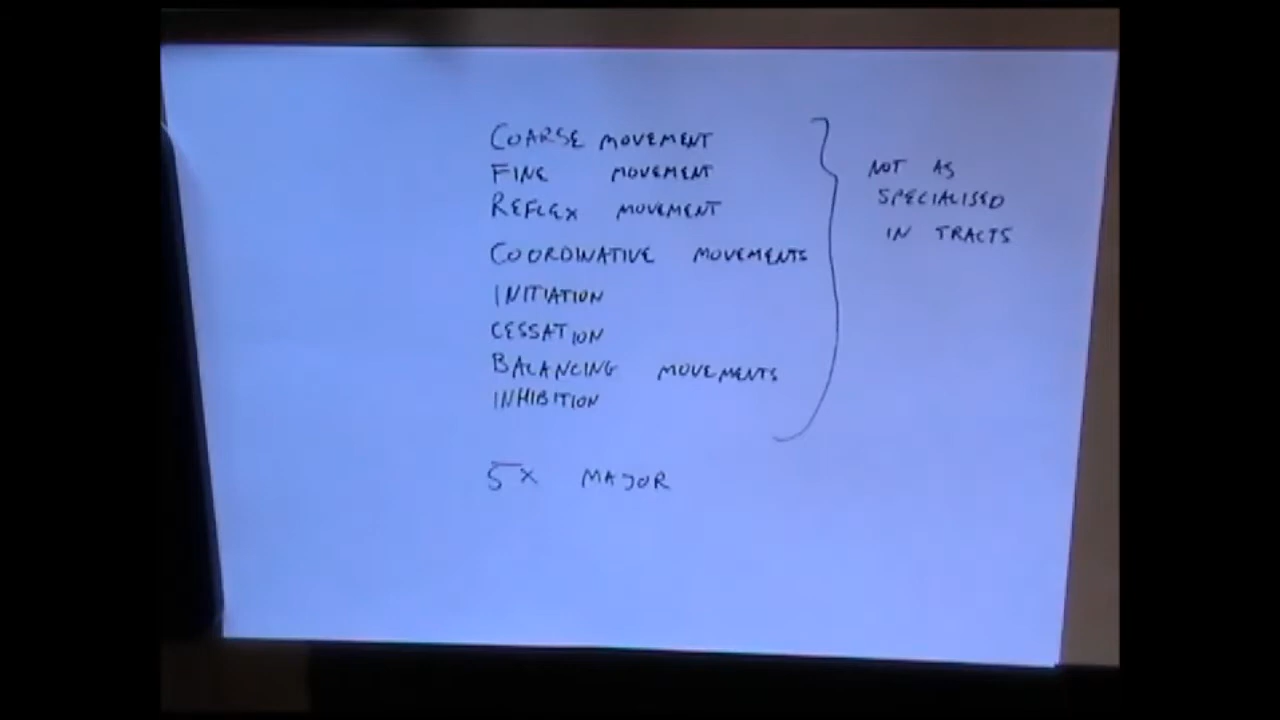 COARSE MOVEMENT
FINE MOVEMENT
REFLEX MOVEMENT
COORDINATIVE MOVEMENTS
INITIATION
CESSATION
BALANCING MOVEMENTS
INHIBITION
NOT AS
SPECIALISED
IN TRACTS
5X MAJOR